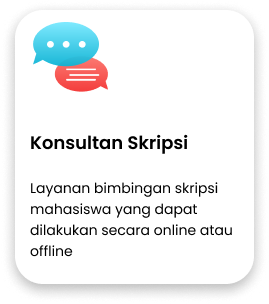 Konsultan Skripsi
Layanan bimbingan skripsi
mahasiswa yang dapat
dilakukan secara online atau
offline